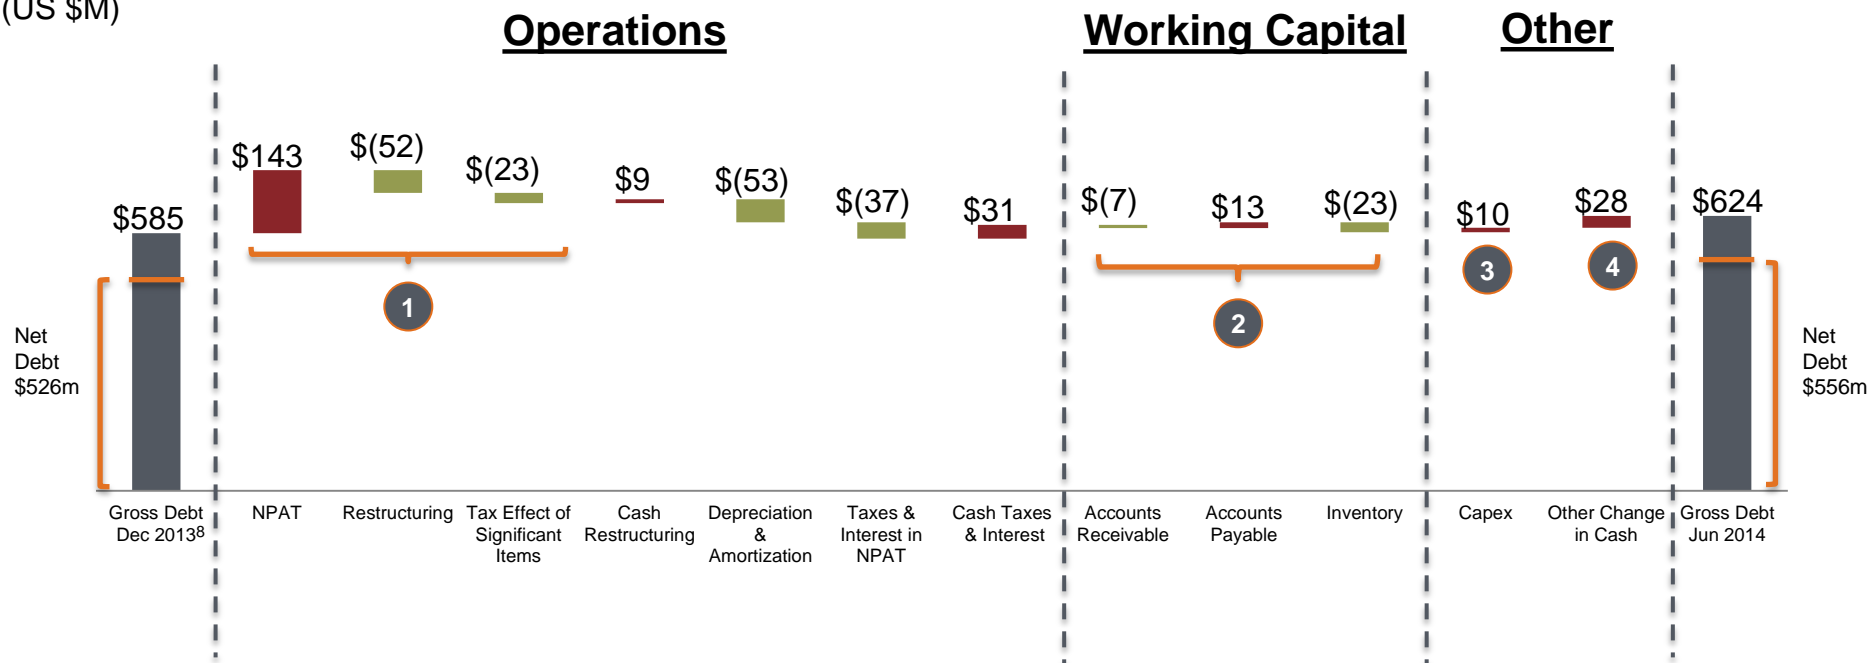 (US $M)
Operations
Working Capital
Other
$585
$143
$(52)
$(23)
$9
$(53)
$(37)
$31
$(7)
$13
$(23)
$10
$28
$624
1
2
3
4
Net
Debt
$526m
Net
Debt
$556m
Gross Debt
Dec 2013⁸
NPAT
Restructuring
Tax Effect of
Significant
Items
Cash
Restructuring
Depreciation
&
Amortization
Taxes &
Interest in
NPAT
Cash Taxes
& Interest
Accounts
Receivable
Accounts
Payable
Inventory
Capex
Other Change
in Cash
Gross Debt
Jun 2014